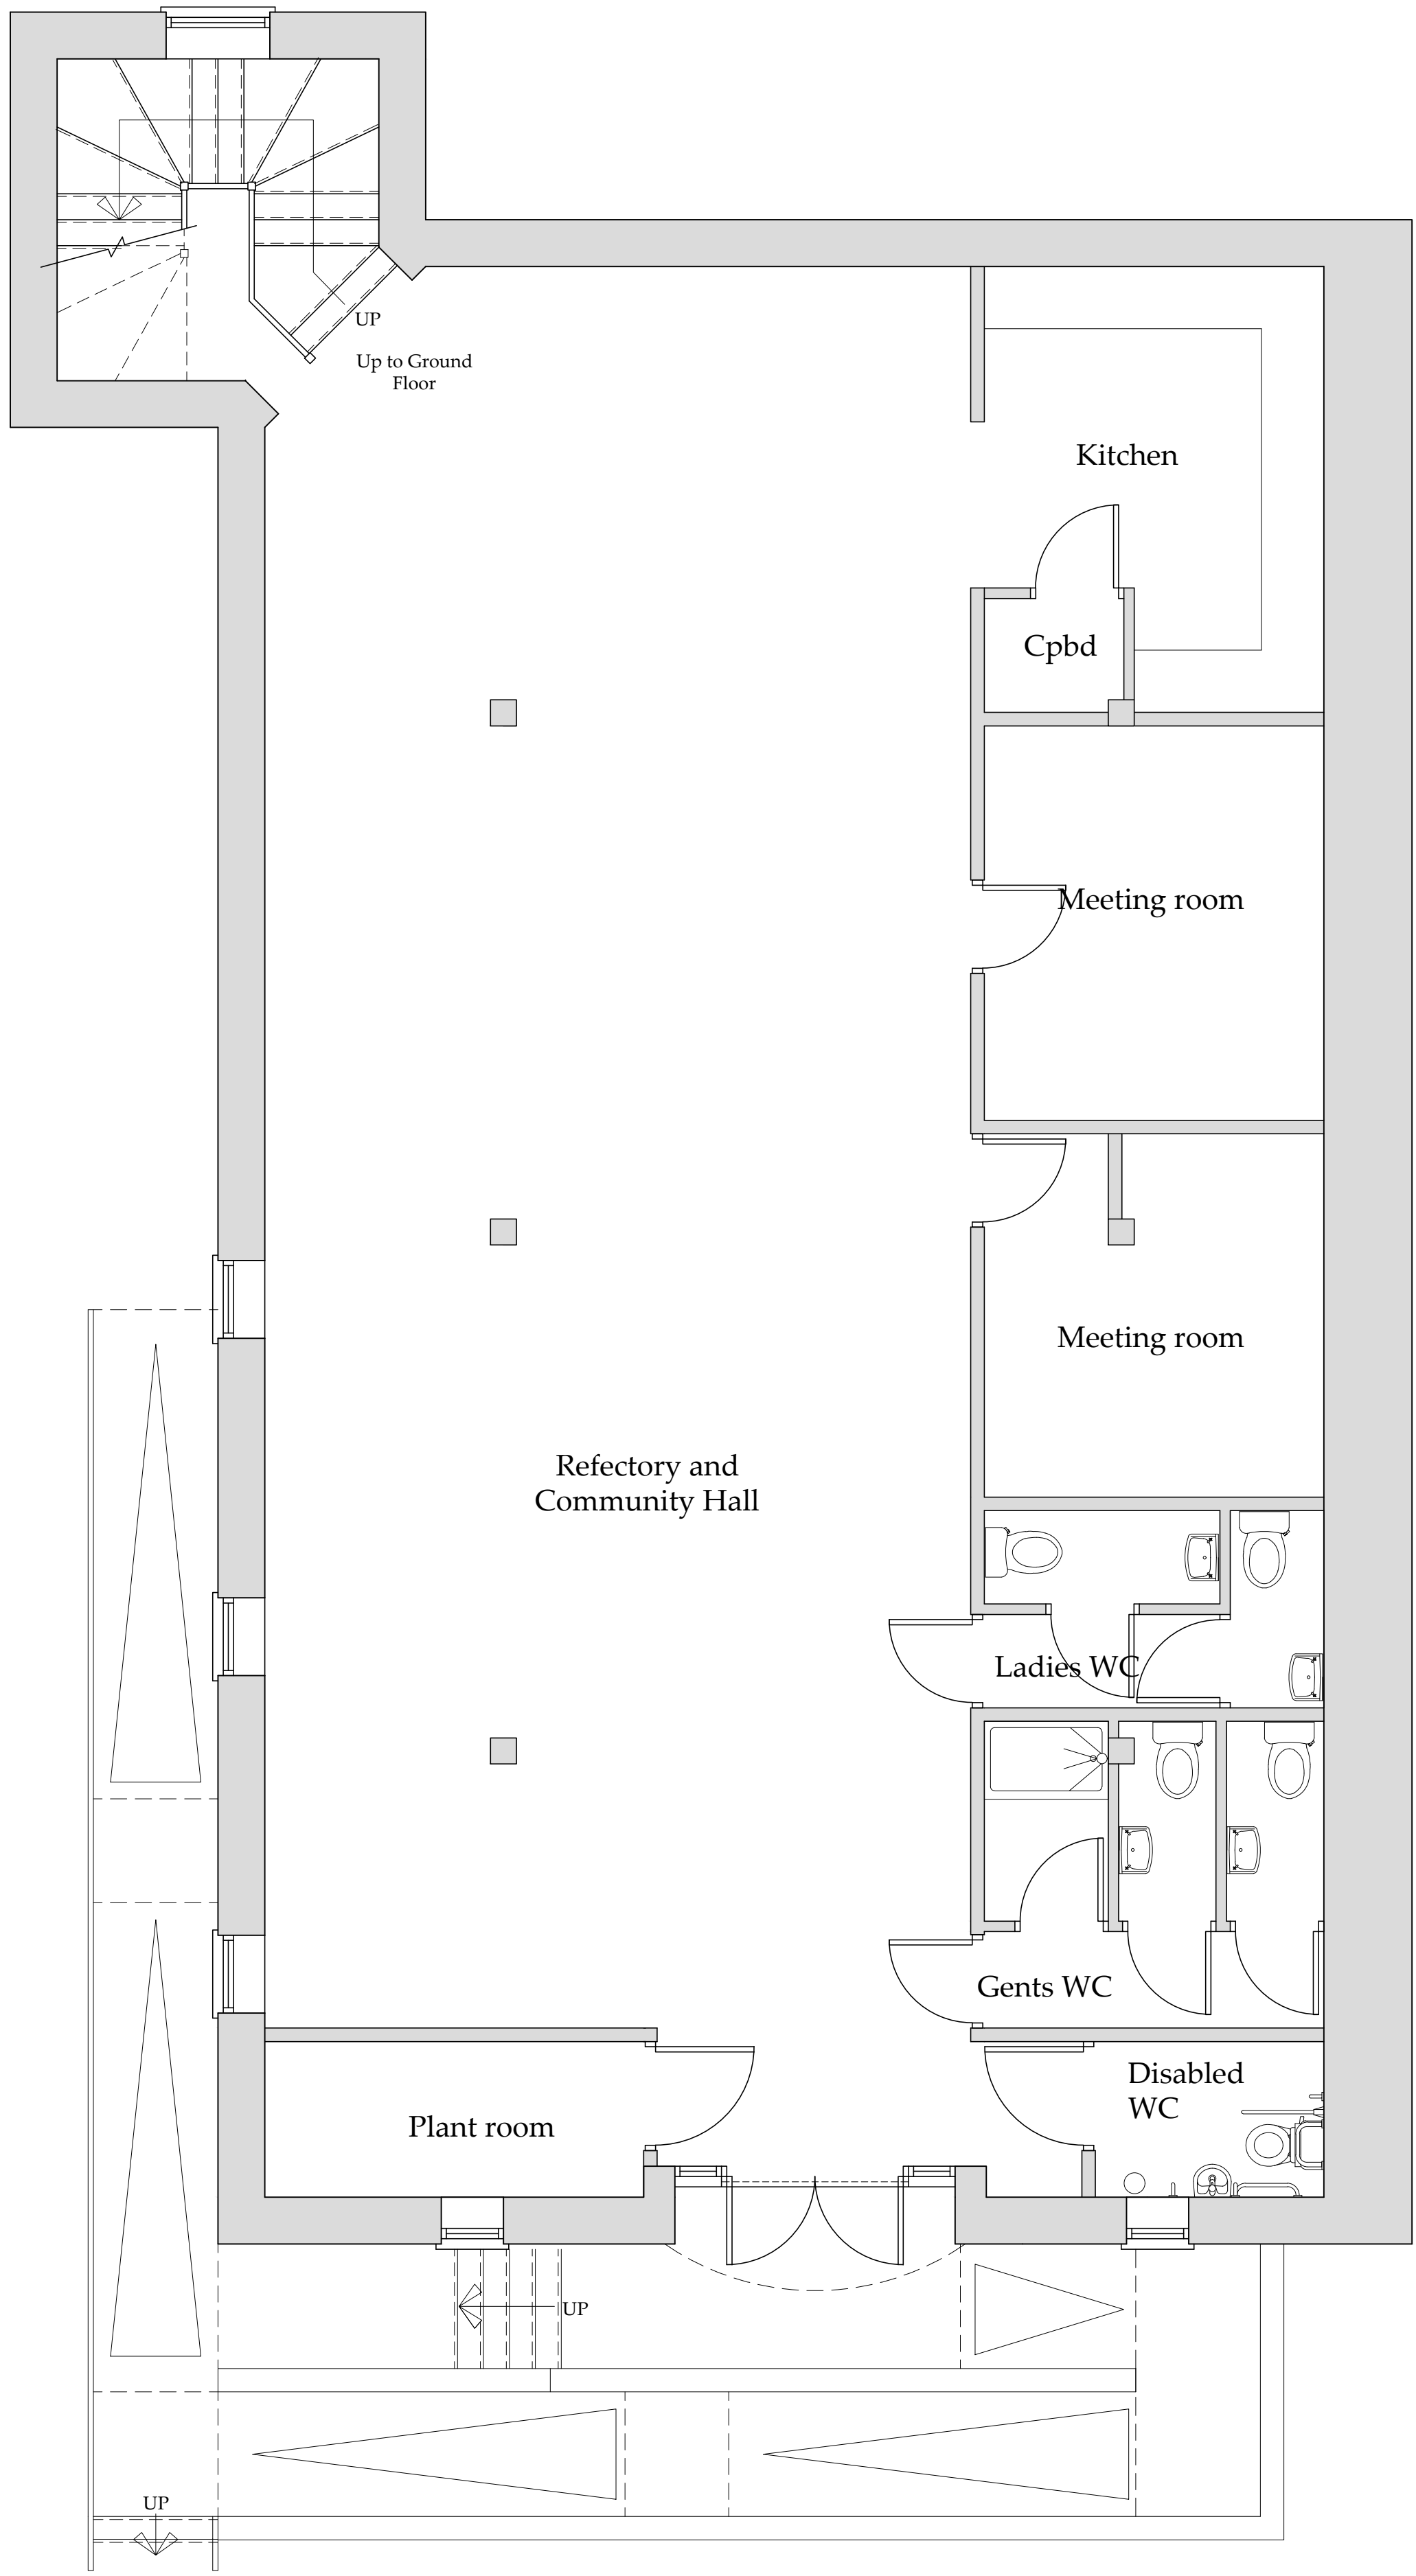 UP
Up to Ground
Floor
Kitchen
Cpbd
Meeting room
Meeting room
Refectory and
Community Hall
Ladies WC
Gents WC
Disabled
WC
Plant room
UP
UP